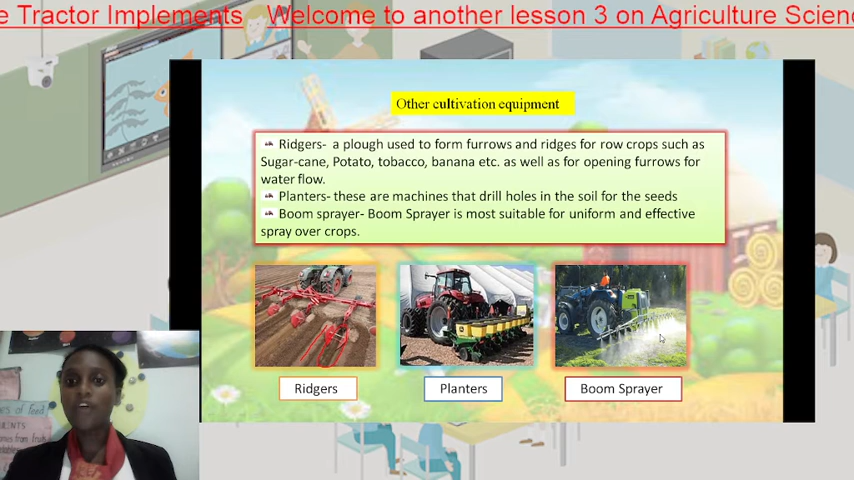 e Tractor Implements   Welcome to another lesson 3 on Agriculture Scienc
Other cultivation equipment
Ridgers- a plough used to form furrows and ridges for row crops such as
Sugar-cane, Potato, tobacco, banana etc. as well as for opening furrows for
water flow.
Planters- these are machines that drill holes in the soil for the seeds
Boom sprayer- Boom Sprayer is most suitable for uniform and effective
spray over crops.
Ridgers
Planters
Boom Sprayer